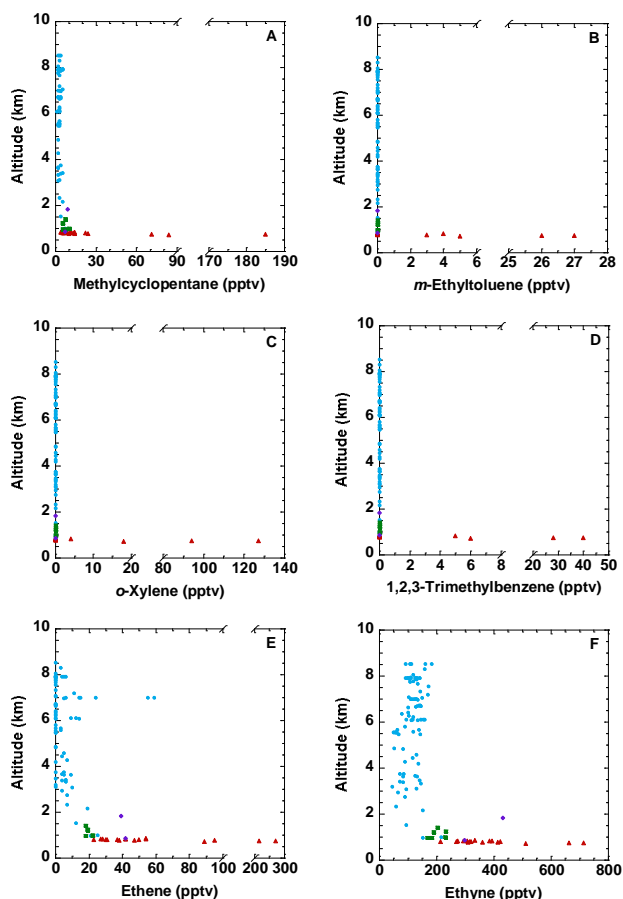 A
10
8
6
4
2
0
Altitude (km)
0 30 60 90 170 180 190
Methylcyclopentane (pptv)
B
10
8
6
4
2
0
Altitude (km)
0 1 2 3 4 5 6 25 26 27 28
m-Ethyltoluene (pptv)
C
10
8
6
4
2
0
Altitude (km)
0 10 20 80 100 120 140
o-Xylene (pptv)
D
10
8
6
4
2
0
Altitude (km)
0 2 4 6 8 20 30 40 50
1,2,3-Trimethylbenzene (pptv)
E
10
8
6
4
2
0
Altitude (km)
0 20 40 60 80 100 200 240 300
Ethene (pptv)
F
10
8
6
4
2
0
Altitude (km)
0 200 400 600 800
Ethyne (pptv)